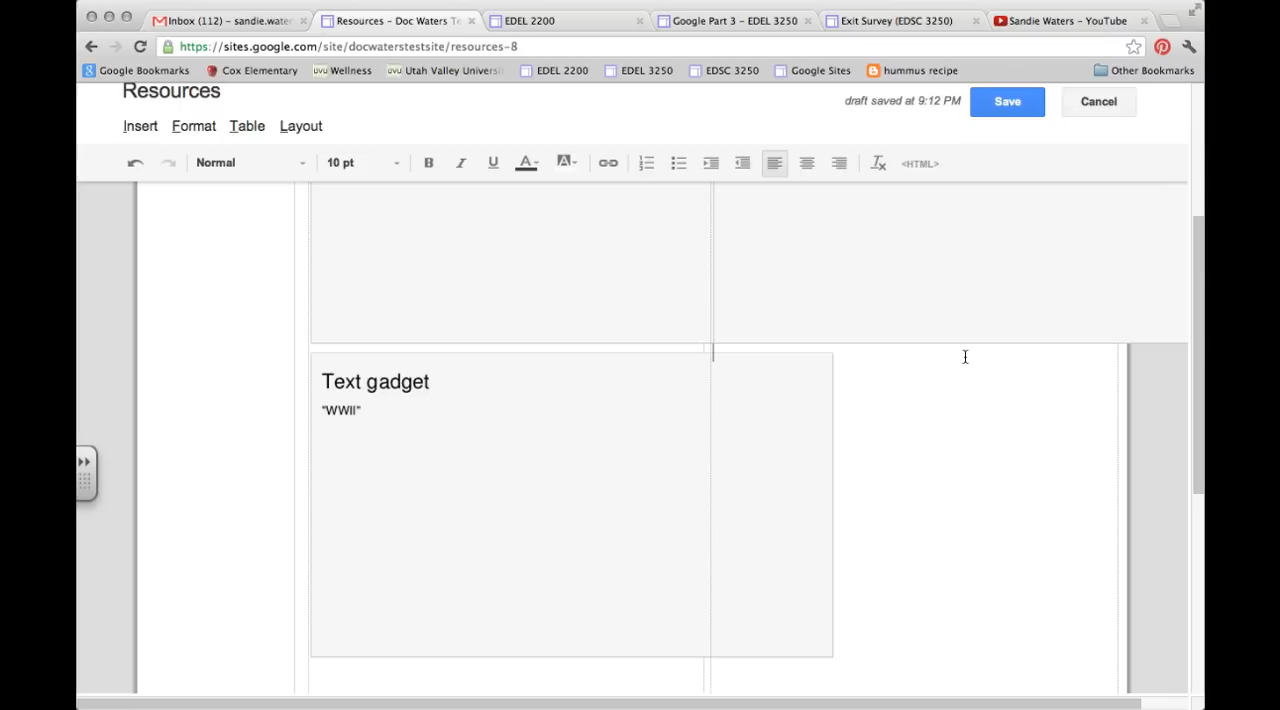 Inbox (112) – sandie.water
Resources – Doc Waters Te
EDEL 2200
Google Part 3 – EDEL 3250
Exit Survey (EDSC 3250)
Sandie Waters – YouTube
https://sites.google.com/site/docwaterstestsite/resources-8
Google Bookmarks
Cox Elementary
UVU Wellness
UVU Utah Valley Universi
EDEL 2200
EDEL 3250
EDSC 3250
Google Sites
hummus recipe
Other Bookmarks
Resources
draft saved at 9:12 PM
Save
Cancel
Insert Format Table Layout
Normal
10 pt
B I U A A
<HTML>
Text gadget
"WWII"